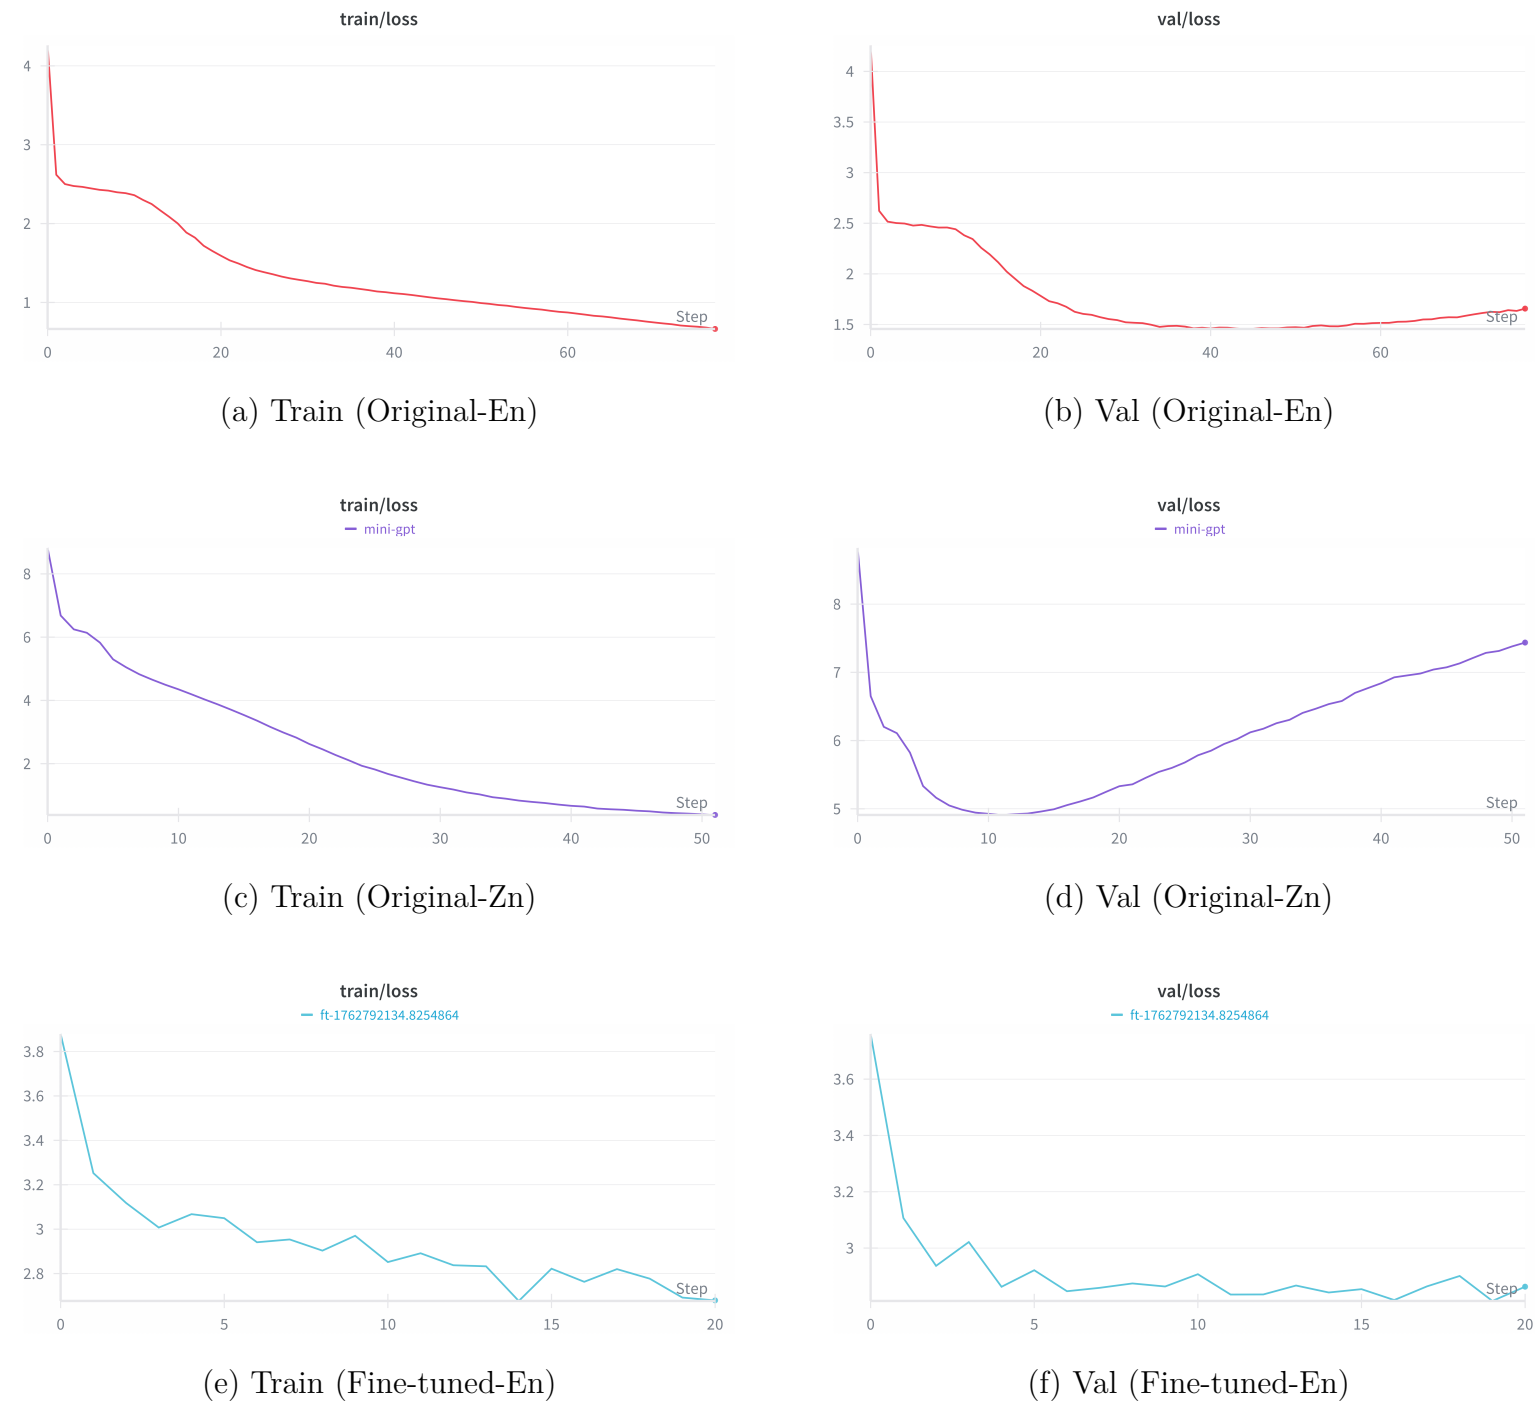 train/loss
4
3
2
1
Step
0 20 40 60
(a) Train (Original-En)
val/loss
4
3.5
3
2.5
2
1.5
Step
0 20 40 60
(b) Val (Original-En)
train/loss
mini-gpt
8
6
4
2
Step
0 10 20 30 40 50
(c) Train (Original-Zn)
val/loss
mini-gpt
8
7
6
5
Step
0 10 20 30 40 50
(d) Val (Original-Zn)
train/loss
ft-1762792134.8254864
3.8
3.6
3.4
3.2
3
2.8
Step
0 5 10 15 20
(e) Train (Fine-tuned-En)
val/loss
ft-1762792134.8254864
3.6
3.4
3.2
3
Step
0 5 10 15 20
(f) Val (Fine-tuned-En)